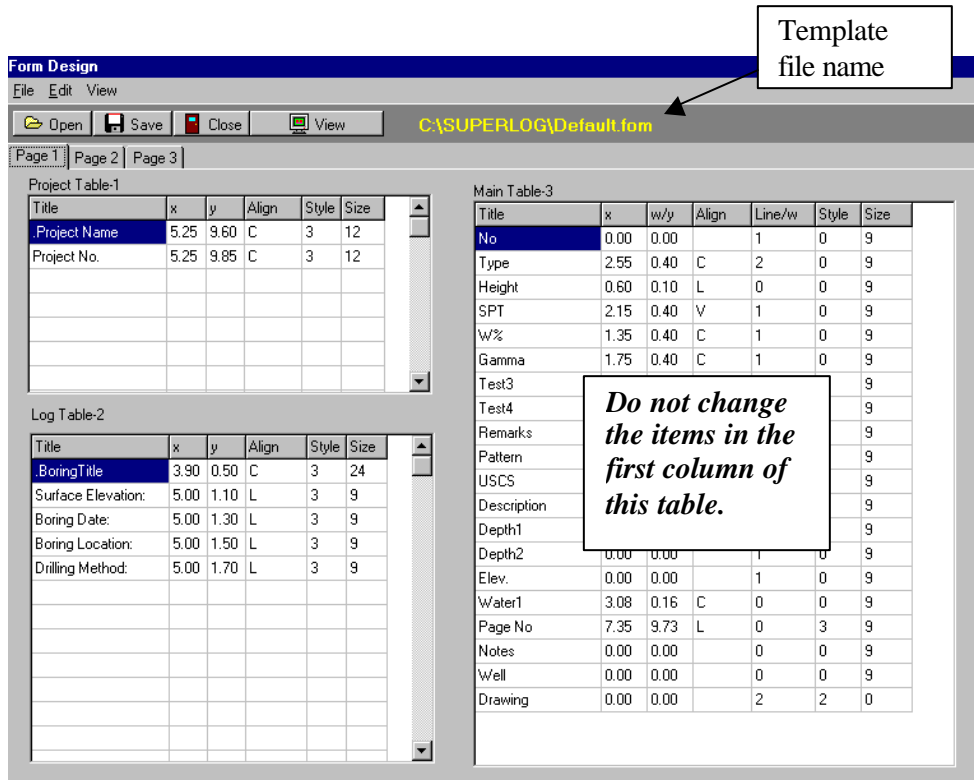 Template
file name
Form Design
File Edit View
Open Save Close View C:\SUPERLOG\Default.fom
Page 1 Page 2 Page 3
Project Table-1
Title x y Align Style Size
.Project Name 5.25 9.60 C 3 12
Project No. 5.25 9.85 C 3 12
Log Table-2
Title x y Align Style Size
.BoringTitle 3.90 0.50 C 3 24
Surface Elevation: 5.00 1.10 L 3 9
Boring Date: 5.00 1.30 L 3 9
Boring Location: 5.00 1.50 L 3 9
Drilling Method: 5.00 1.70 L 3 9
Main Table-3
Title x w/y Align Line/w Style Size
No 0.00 0.00 1 0 9
Type 2.55 0.40 C 2 0 9
Height 0.60 0.10 L 0 0 9
SPT 2.15 0.40 V 1 0 9
W% 1.35 0.40 C 1 0 9
Gamma 1.75 0.40 C 1 0 9
Test3 9
Test4 9
Remarks 9
Pattern 9
USCS 9
Description 9
Depth1 9
Depth2 0.00 0.00 1 0 9
Elev. 0.00 0.00 1 0 9
Water1 3.08 0.16 C 0 0 9
Page No 7.35 9.73 L 0 3 9
Notes 0.00 0.00 0 0 9
Well 0.00 0.00 0 0 9
Drawing 0.00 0.00 2 2 0
Do not change
the items in the
first column of
this table.